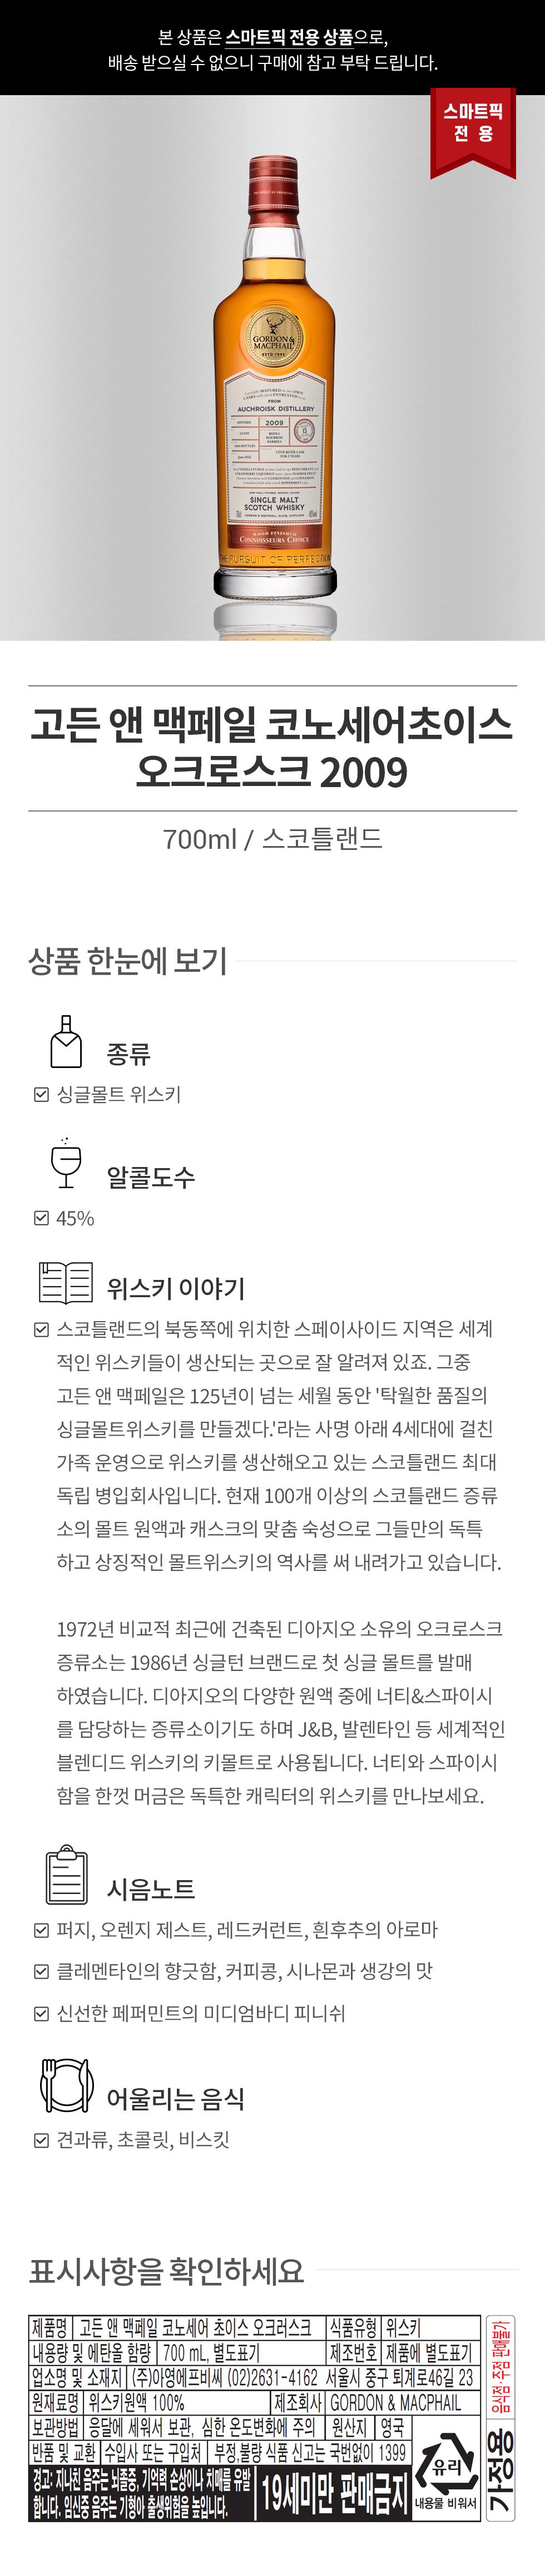 본 상품은 스마트픽 전용 상품으로,
배송 받으실 수 없으니 구매에 참고 부탁 드립니다.
스마트픽
전 용
GORDON &
MACPHAIL
ESTD 1895
FROM
AUCHROISK DISTILLERY
2009
SINGLE MALT
SCOTCH WHISKY
70cl 45%vol
WOOD FINISHED
CONNOISSEURS CHOICE
THE PURSUIT OF PERFECTION
고든 앤 맥페일 코노세어초이스
오크로스크 2009
700ml / 스코틀랜드
상품 한눈에 보기
종류
싱글몰트 위스키
알콜도수
45%
위스키 이야기
스코틀랜드의 북동쪽에 위치한 스페이사이드 지역은 세계
적인 위스키들이 생산되는 곳으로 잘 알려져 있죠. 그중
고든 앤 맥페일은 125년이 넘는 세월 동안 '탁월한 품질의
싱글몰트위스키를 만들겠다.'라는 사명 아래 4세대에 걸친
가족 운영으로 위스키를 생산해오고 있는 스코틀랜드 최대
독립 병입회사입니다. 현재 100개 이상의 스코틀랜드 증류
소의 몰트 원액과 캐스크의 맞춤 숙성으로 그들만의 독특
하고 상징적인 몰트위스키의 역사를 써 내려가고 있습니다.
1972년 비교적 최근에 건축된 디아지오 소유의 오크로스크
증류소는 1986년 싱글턴 브랜드로 첫 싱글 몰트를 발매
하였습니다. 디아지오의 다양한 원액 중에 너티&스파이시
를 담당하는 증류소이기도 하며 J&B, 발렌타인 등 세계적인
블렌디드 위스키의 키몰트로 사용됩니다. 너티와 스파이시
함을 한껏 머금은 독특한 캐릭터의 위스키를 만나보세요.
시음노트
퍼지, 오렌지 제스트, 레드커런트, 흰후추의 아로마
클레멘타인의 향긋함, 커피콩, 시나몬과 생강의 맛
신선한 페퍼민트의 미디엄바디 피니쉬
어울리는 음식
견과류, 초콜릿, 비스킷
표시사항을 확인하세요
제품명 고든 앤 맥페일 코노세어 초이스 오크러스크 식품유형 위스키
내용량 및 에탄올 함량 700 mL, 별도표기 제조번호 제품에 별도표기
업소명 및 소재지 (주)아영에프비씨 (02)2631-4162 서울시 중구 퇴계로46길 23
원재료명 위스키원액 100% 제조회사 GORDON & MACPHAIL
보관방법 응달에 세워서 보관, 심한 온도변화에 주의 원산지 영국
반품 및 교환 수입사 또는 구입처 부정,불량 식품 신고는 국번없이 1399
경고: 지나친 음주는 뇌졸중, 기억력 손상이나 치매를 유발
합니다. 임신중 음주는 기형아 출생위험을 높입니다.
19세미만 판매금지
유리
내용물 비워서
가정용 음식점·주점 판매불가